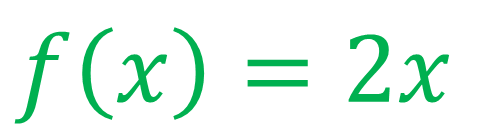 f(x) = 2x